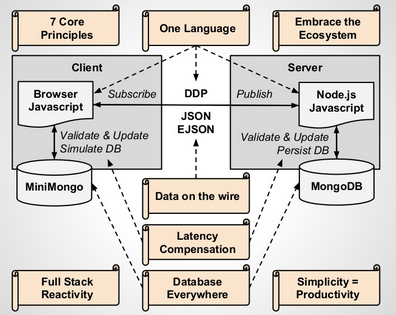 7 Core
Principles
One Language
Embrace the
Ecosystem
Client
Server
Browser
Javascript
Subscribe
DDP
Publish
Node.js
Javascript
JSON
EJSON
Validate & Update
Simulate DB
Validate & Update
Persist DB
MiniMongo
MongoDB
Data on the wire
Latency
Compensation
Full Stack
Reactivity
Database
Everywhere
Simplicity =
Productivity